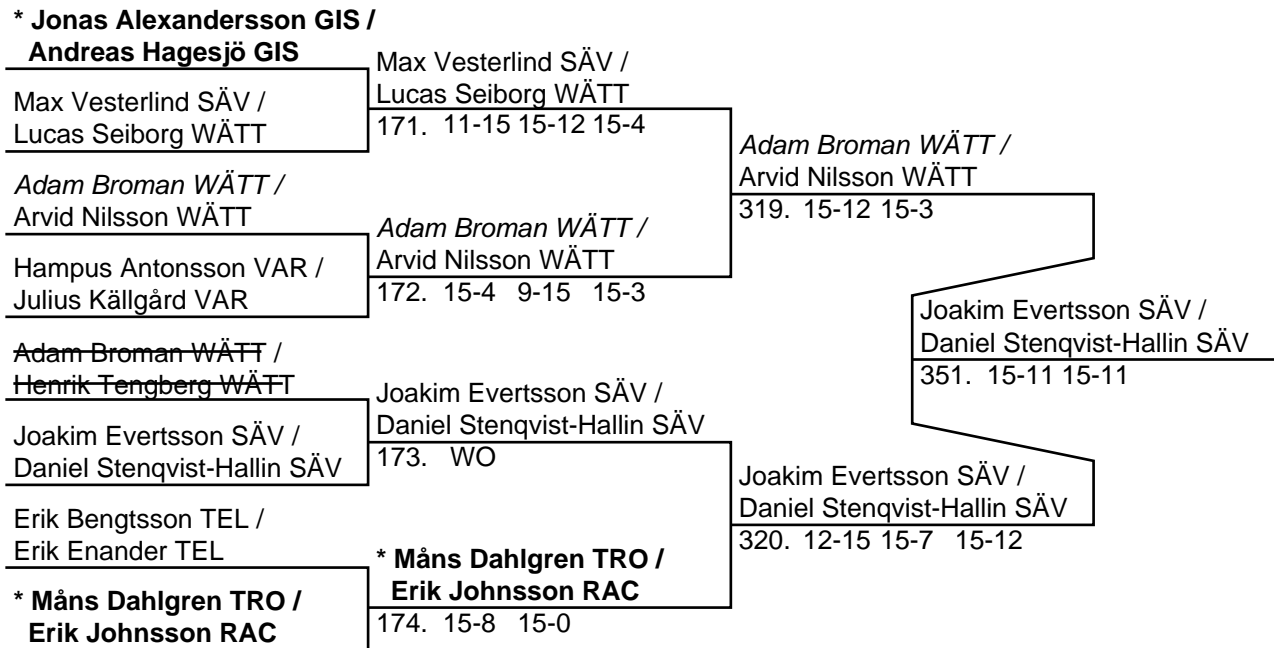 * Jonas Alexandersson GIS /
Andreas Hagesjö GIS
Max Vesterlind SÄV /
Lucas Seiborg WÄTT
Adam Broman WÄTT /
Arvid Nilsson WÄTT
Hampus Antonsson VAR /
Julius Källgård VAR
Adam Broman WÄTT /
Henrik Tengberg WÄTT
Joakim Evertsson SÄV /
Daniel Stenqvist-Hallin SÄV
Erik Bengtsson TEL /
Erik Enander TEL
* Måns Dahlgren TRO /
Erik Johnsson RAC
Max Vesterlind SÄV /
Lucas Seiborg WÄTT
171. 11-15 15-12 15-4
Adam Broman WÄTT /
Arvid Nilsson WÄTT
172. 15-4 9-15 15-3
Joakim Evertsson SÄV /
Daniel Stenqvist-Hallin SÄV
173. WO
* Måns Dahlgren TRO /
Erik Johnsson RAC
174. 15-8 15-0
Adam Broman WÄTT /
Arvid Nilsson WÄTT
319. 15-12 15-3
Joakim Evertsson SÄV /
Daniel Stenqvist-Hallin SÄV
320. 12-15 15-7 15-12
Joakim Evertsson SÄV /
Daniel Stenqvist-Hallin SÄV
351. 15-11 15-11